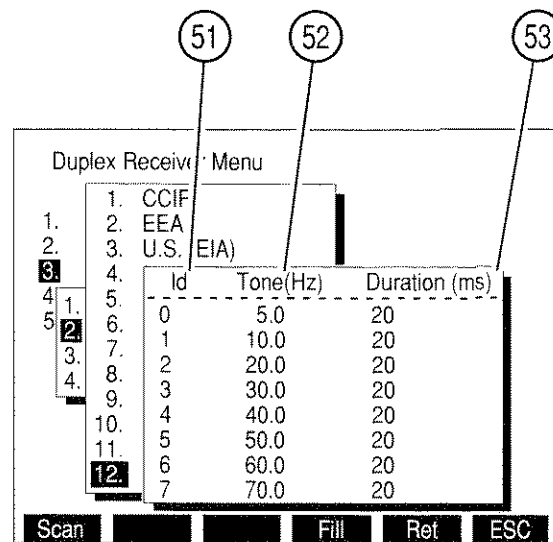 51 52 53
Duplex Receiver Menu
1.
2.
3.
4
5
1.
2.
3.
4.
1. CCIR
2. EEA
3. U.S. (EIA)
4.
5.
6.
7.
8.
9.
10.
11.
12.
Id Tone(Hz) Duration (ms)
0 5.0 20
1 10.0 20
2 20.0 20
3 30.0 20
4 40.0 20
5 50.0 20
6 60.0 20
7 70.0 20
Scan Fill Ret ESC